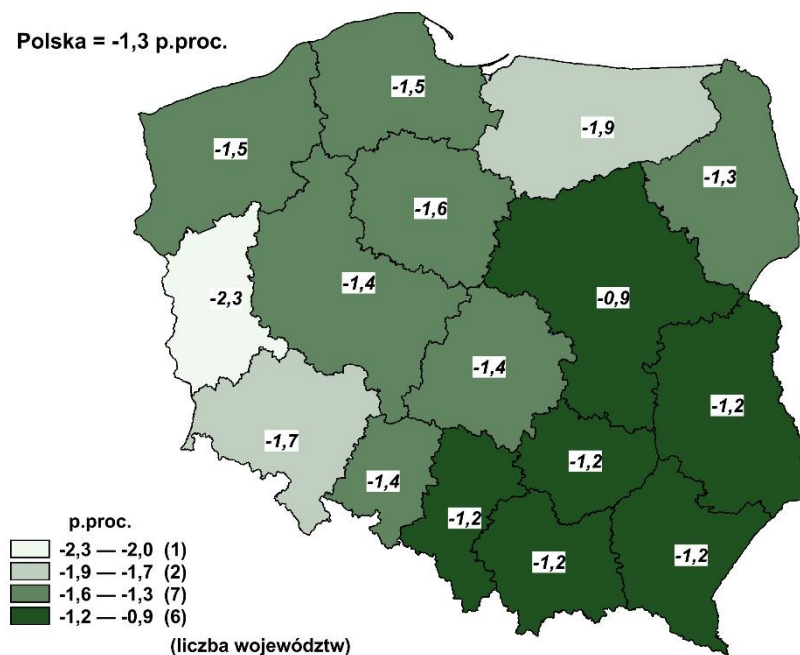 Polska = -1,3 p.proc.
-1,5
-1,9
-1,5
-1,3
-1,6
-1,4
-2,3
-0,9
-1,4
-1,2
-1,7
-1,2
-1,4
-1,2
-1,2
-1,2
p.proc.
-2,3 — -2,0 (1)
-1,9 — -1,7 (2)
-1,6 — -1,3 (7)
-1,2 — -0,9 (6)
(liczba województw)